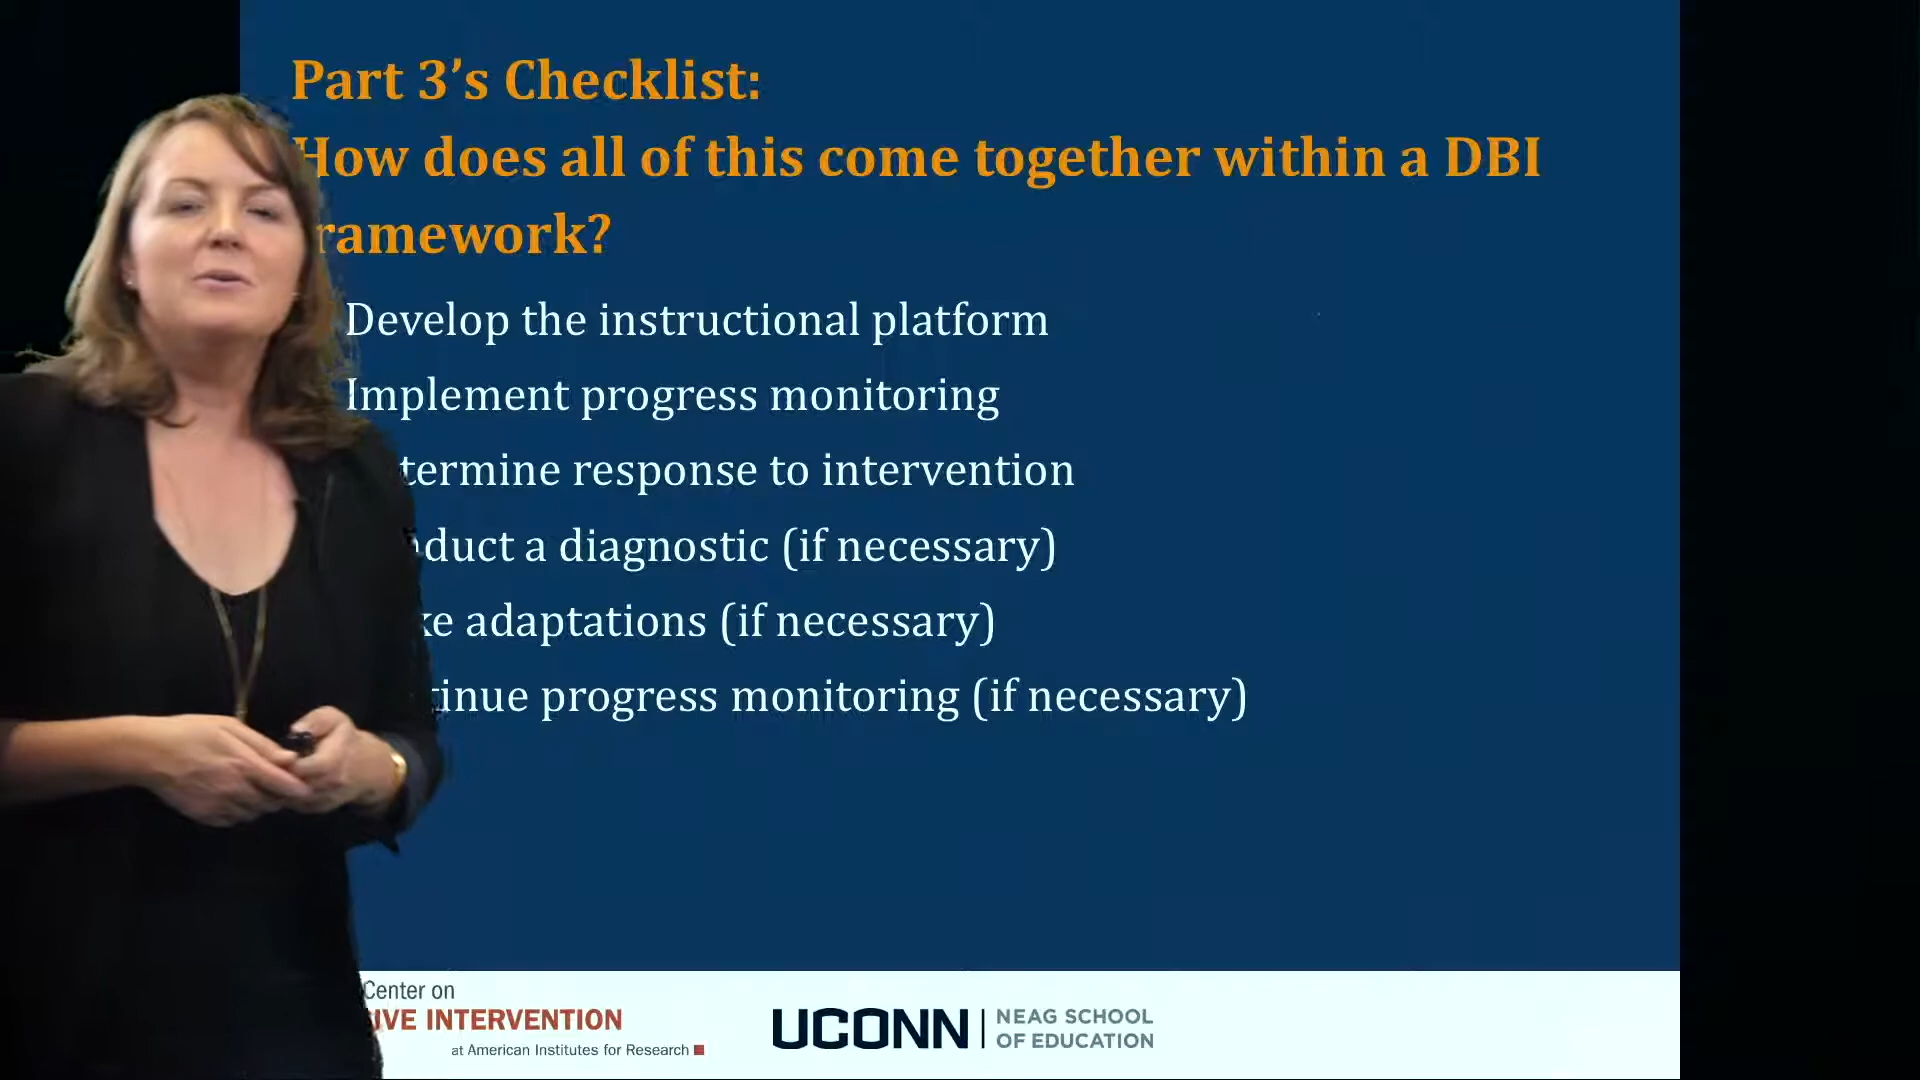 Part 3’s Checklist:
How does all of this come together within a DBI
ramework?
Develop the instructional platform
Implement progress monitoring
termine response to intervention
duct a diagnostic (if necessary)
ke adaptations (if necessary)
tinue progress monitoring (if necessary)
Center on
IVE INTERVENTION
at American Institutes for Research
UCONN
NEAG SCHOOL
OF EDUCATION